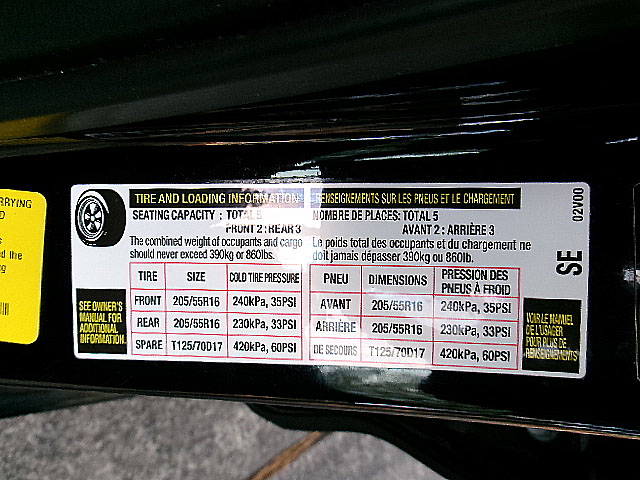 RRYING
D
s
d the
ng
TIRE AND LOADING INFORMATION
SEATING CAPACITY : TOTAL 5
FRONT 2 : REAR 3
The combined weight of occupants and cargo
should never exceed 390kg or 860lbs.
TIRE SIZE COLD TIRE PRESSURE
FRONT 205/55R16 240kPa, 35PSI
REAR 205/55R16 230kPa, 33PSI
SPARE T125/70D17 420kPa, 60PSI
SEE OWNER'S
MANUAL FOR
ADDITIONAL
INFORMATION.
RENSEIGNEMENTS SUR LES PNEUS ET LE CHARGEMENT
NOMBRE DE PLACES: TOTAL 5
AVANT 2 : ARRIÈRE 3
Le poids total des occupants et du chargement ne
doit jamais dépasser 390kg ou 860lb.
PNEU DIMENSIONS PRESSION DES
PNEUS À FROID
AVANT 205/55R16 240kPa, 35PSI
ARRIÈRE 205/55R16 230kPa, 33PSI
DE SECOURS T125/70D17 420kPa, 60PSI
VOIR LE MANUEL
DE L'USAGER
POUR PLUS DE
RENSEIGNEMENTS
SE
02V00